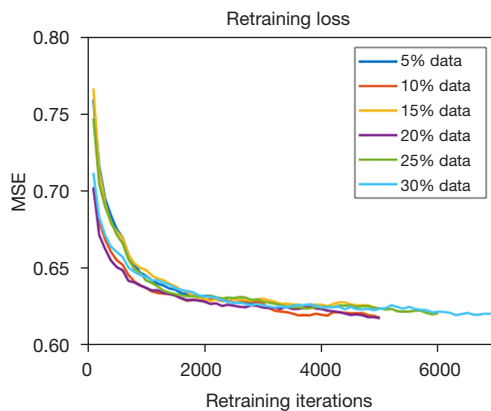 Retraining loss
0.80
0.75
0.70
0.65
0.60
MSE
5% data
10% data
15% data
20% data
25% data
30% data
0
2000
4000
6000
Retraining iterations